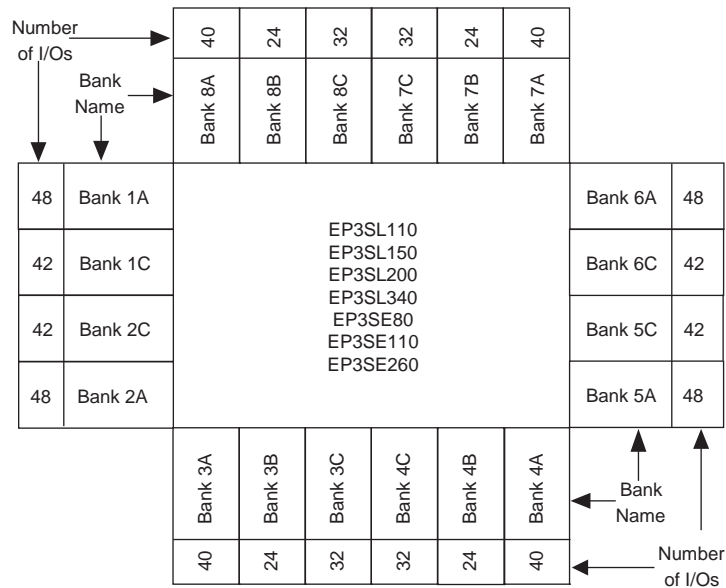 Number
of I/Os
40
24
32
32
24
40
Bank
Name
Bank 8A
Bank 8B
Bank 8C
Bank 7C
Bank 7B
Bank 7A
48
Bank 1A
42
Bank 1C
42
Bank 2C
48
Bank 2A
EP3SL110
EP3SL150
EP3SL200
EP3SL340
EP3SE80
EP3SE110
EP3SE260
Bank 6A
48
Bank 6C
42
Bank 5C
42
Bank 5A
48
Bank 3A
Bank 3B
Bank 3C
Bank 4C
Bank 4B
Bank 4A
Bank
Name
40
24
32
32
24
40
Number
of I/Os